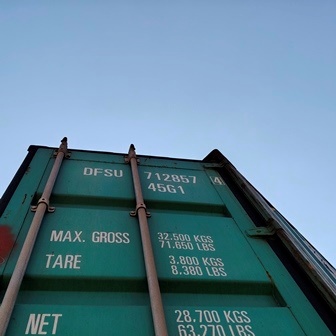 DFSU 712857 4
45G1
MAX. GROSS 32.500 KGS
71.650 LBS
TARE 3.800 KGS
8.380 LBS
NET 28.700 KGS
63.270 LBS